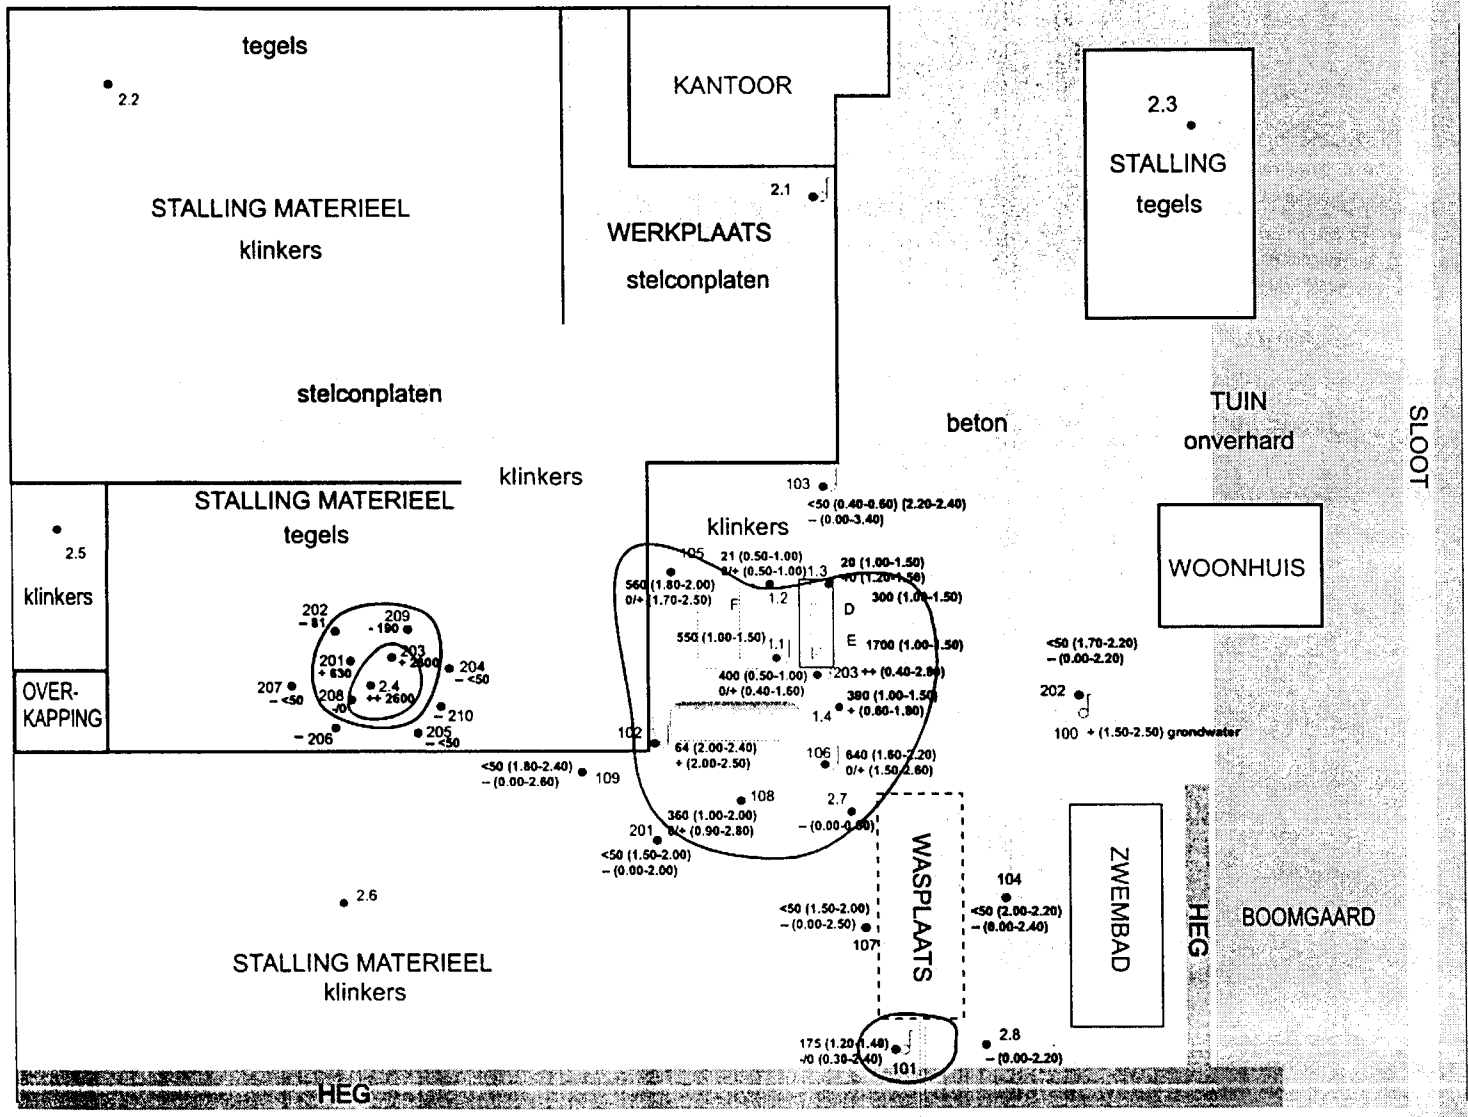 tegels
2.2
KANTOOR
2.3
STALLING
tegels
2.1
STALLING MATERIEEL
klinkers
WERKPLAATS
stelconplaten
stelconplaten
beton
TUIN
onverhard
SLOOT
klinkers
STALLING MATERIEEL
tegels
2.5
klinkers
103
<50 (0.40-0.60) [2.20-2.40)
-- (0.00-3.40)
klinkers
105
560 (1.80-2.00)
0/+ (1.70-2.50)
21 (0.50-1.00)
0/+ (0.50-1.00)
1.2
1.3
20 (1.00-1.50)
300 (1.00-1.50)
F
D
E
550 (1.00-1.50)
1.1
1700 (1.00-1.50)
400 (0.50-1.00)
0/+ (0.40-1.60)
203 ++ (0.40-2.80)
380 (1.00-1.50)
+ (0.60-1.80)
1.4
WOONHUIS
<50 (1.70-2.20)
-- (0.00-2.20)
202
100 + (1.50-2.50) grondwater
202
-- 81
209
- 190
201
+ 630
203
+ 2600
204
-- <50
207
-- <50
208
-/0
2.4
++ 2600
-- 210
-- 206
205
-- <50
OVER-
KAPPING
102
64 (2.00-2.40)
+ (2.00-2.50)
106
640 (1.60-2.20)
0/+ (1.50-2.60)
<50 (1.80-2.40)
-- (0.00-2.60)
109
108
360 (1.00-2.00)
0/+ (0.90-2.80)
2.7
201
<50 (1.50-2.00)
-- (0.00-2.00)
WASPLAATS
104
<50 (2.00-2.20)
-- (0.00-2.40)
ZWEMBAD
HEG
BOOMGAARD
2.6
<50 (1.50-2.00)
-- (0.00-2.50)
107
STALLING MATERIEEL
klinkers
175 (1.20-1.40)
-/0 (0.30-2.40)
101
2.8
-- (0.00-2.20)
HEG